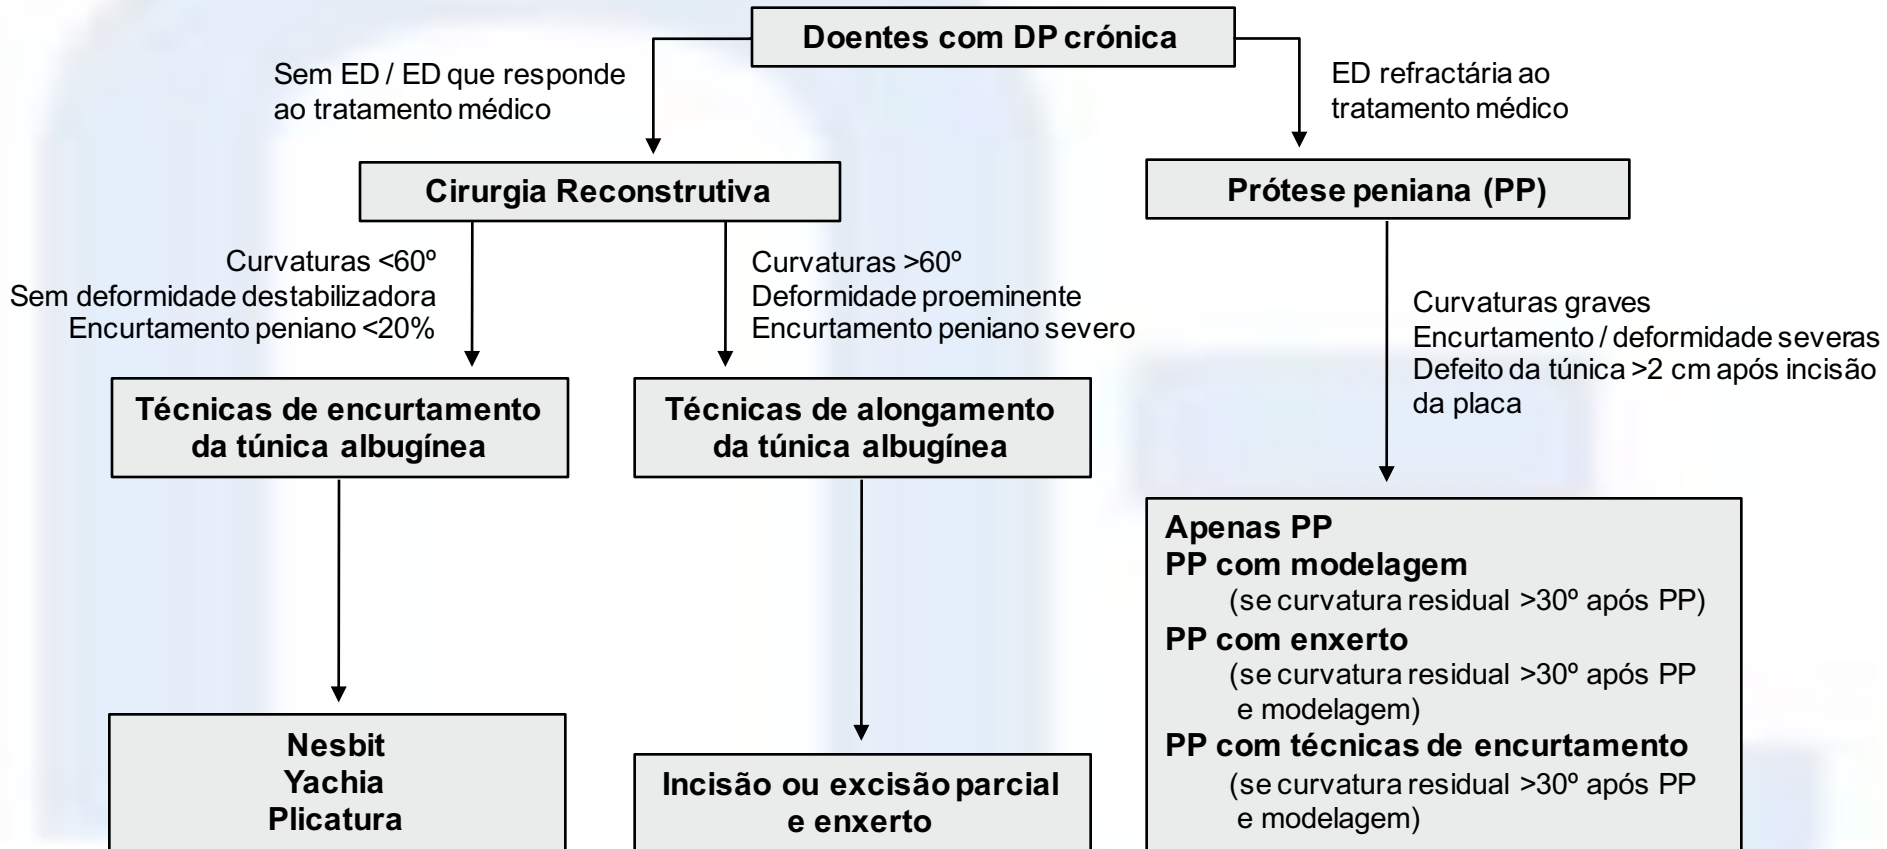 Doentes com DP crónica
Sem ED / ED que responde
ao tratamento médico
ED refractária ao
tratamento médico
Cirurgia Reconstrutiva
Prótese peniana (PP)
Curvaturas <60º
Sem deformidade destabilizadora
Encurtamento peniano <20%
Curvaturas >60º
Deformidade proeminente
Encurtamento peniano severo
Curvaturas graves
Encurtamento / deformidade severas
Defeito da túnica >2 cm após incisão
da placa
Técnicas de encurtamento
da túnica albugínea
Técnicas de alongamento
da túnica albugínea
Nesbit
Yachia
Plicatura
Incisão ou excisão parcial
e enxerto
Apenas PP
PP com modelagem
(se curvatura residual >30º após PP)
PP com enxerto
(se curvatura residual >30º após PP
e modelagem)
PP com técnicas de encurtamento
(se curvatura residual >30º após PP
e modelagem)